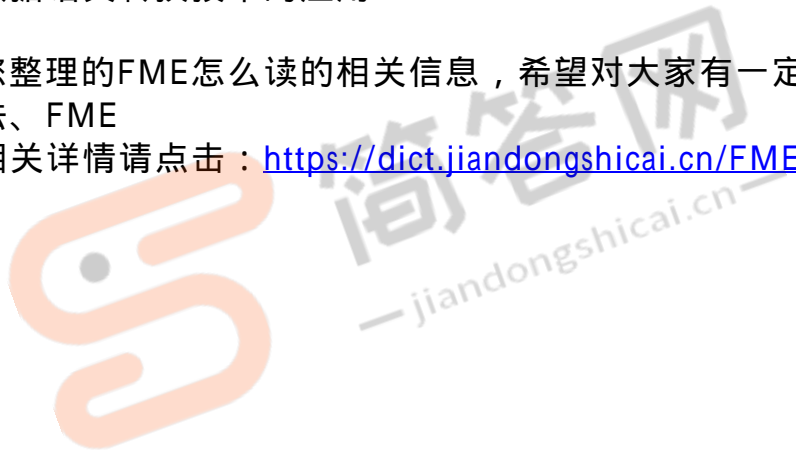 整理的FME怎么读的相关信息，希望对大家有一定
、FME
相关详情请点击：https://dict.jiandongshicai.cn/FME
简答网
jiandongshicai.cn